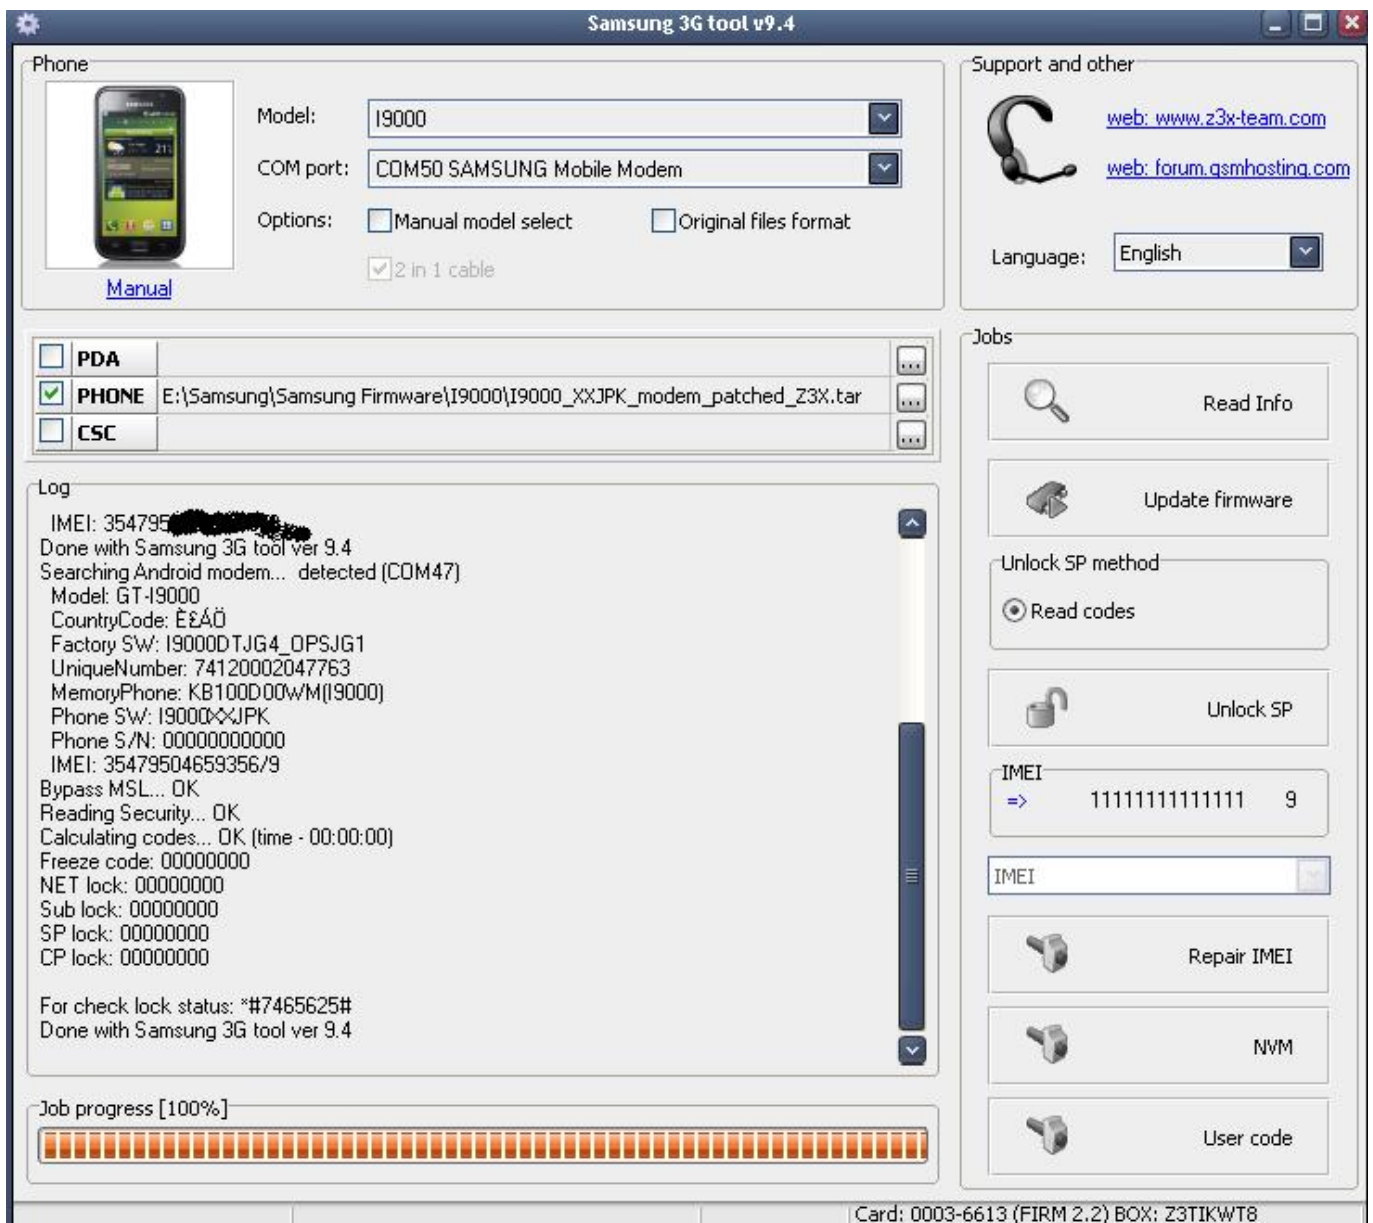 Samsung 3G tool v9.4
Phone
Model:
I9000
COM port:
COM50 SAMSUNG Mobile Modem
Options:
Manual model select
Original files format
2 in 1 cable
Manual
Support and other
web: www.z3x-team.com
web: forum.gsmhosting.com
Language:
English
PDA
...
PHONE E:\Samsung\Samsung Firmware\I9000\I9000_XXJPK_modem_patched_Z3X.tar
...
CSC
...
Log
IMEI: 354795
Done with Samsung 3G tool ver 9.4
Searching Android modem... detected (COM47)
Model: GT-I9000
CountryCode: È£ÁÖ
Factory SW: I9000DTJG4_OPSJG1
UniqueNumber: 74120002047763
MemoryPhone: KB100D00WM(I9000)
Phone SW: I9000XXJPK
Phone S/N: 00000000000
IMEI: 35479504659356/9
Bypass MSL... OK
Reading Security... OK
Calculating codes... OK (time - 00:00:00)
Freeze code: 00000000
NET lock: 00000000
Sub lock: 00000000
SP lock: 00000000
CP lock: 00000000
For check lock status: *#7465625#
Done with Samsung 3G tool ver 9.4
Job progress [100%]
Jobs
Read Info
Update firmware
Unlock SP method
Read codes
Unlock SP
IMEI
=> 11111111111111 9
IMEI
Repair IMEI
NVM
User code
Card: 0003-6613 (FIRM 2.2) BOX: Z3TIKWT8